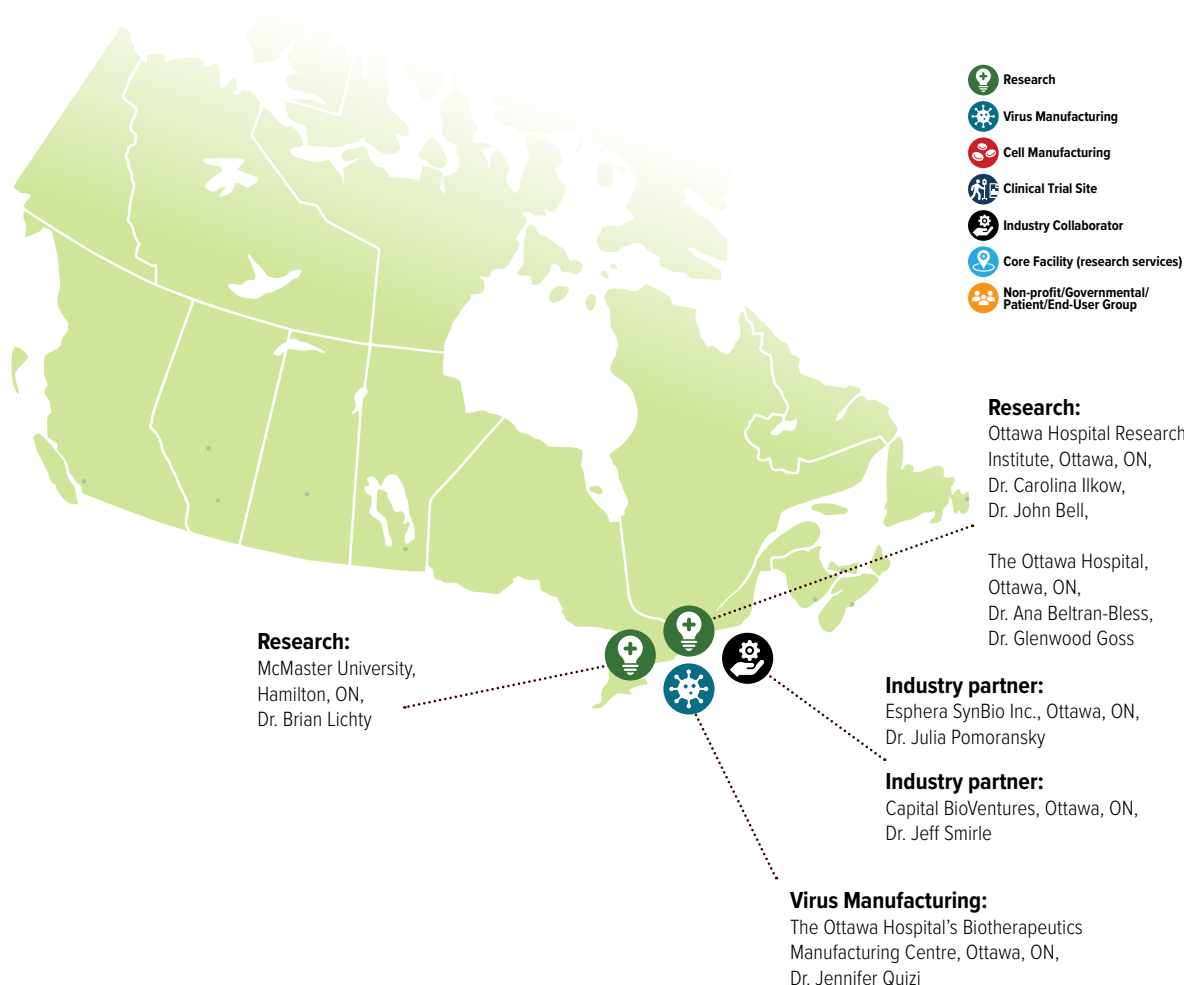 Research
Virus Manufacturing
Cell Manufacturing
Clinical Trial Site
Industry Collaborator
Core Facility (research services)
Non-profit/Governmental/
Patient/End-User Group
Research:
Ottawa Hospital Research
Institute, Ottawa, ON,
Dr. Carolina Ilkow,
Dr. John Bell,
The Ottawa Hospital,
Ottawa, ON,
Dr. Ana Beltran-Bless,
Dr. Glenwood Goss
Research:
McMaster University,
Hamilton, ON,
Dr. Brian Lichty
Industry partner:
Esphera SynBio Inc., Ottawa, ON,
Dr. Julia Pomoransky
Industry partner:
Capital BioVentures, Ottawa, ON,
Dr. Jeff Smirle
Virus Manufacturing:
The Ottawa Hospital’s Biotherapeutics
Manufacturing Centre, Ottawa, ON,
Dr. Jennifer Quizi